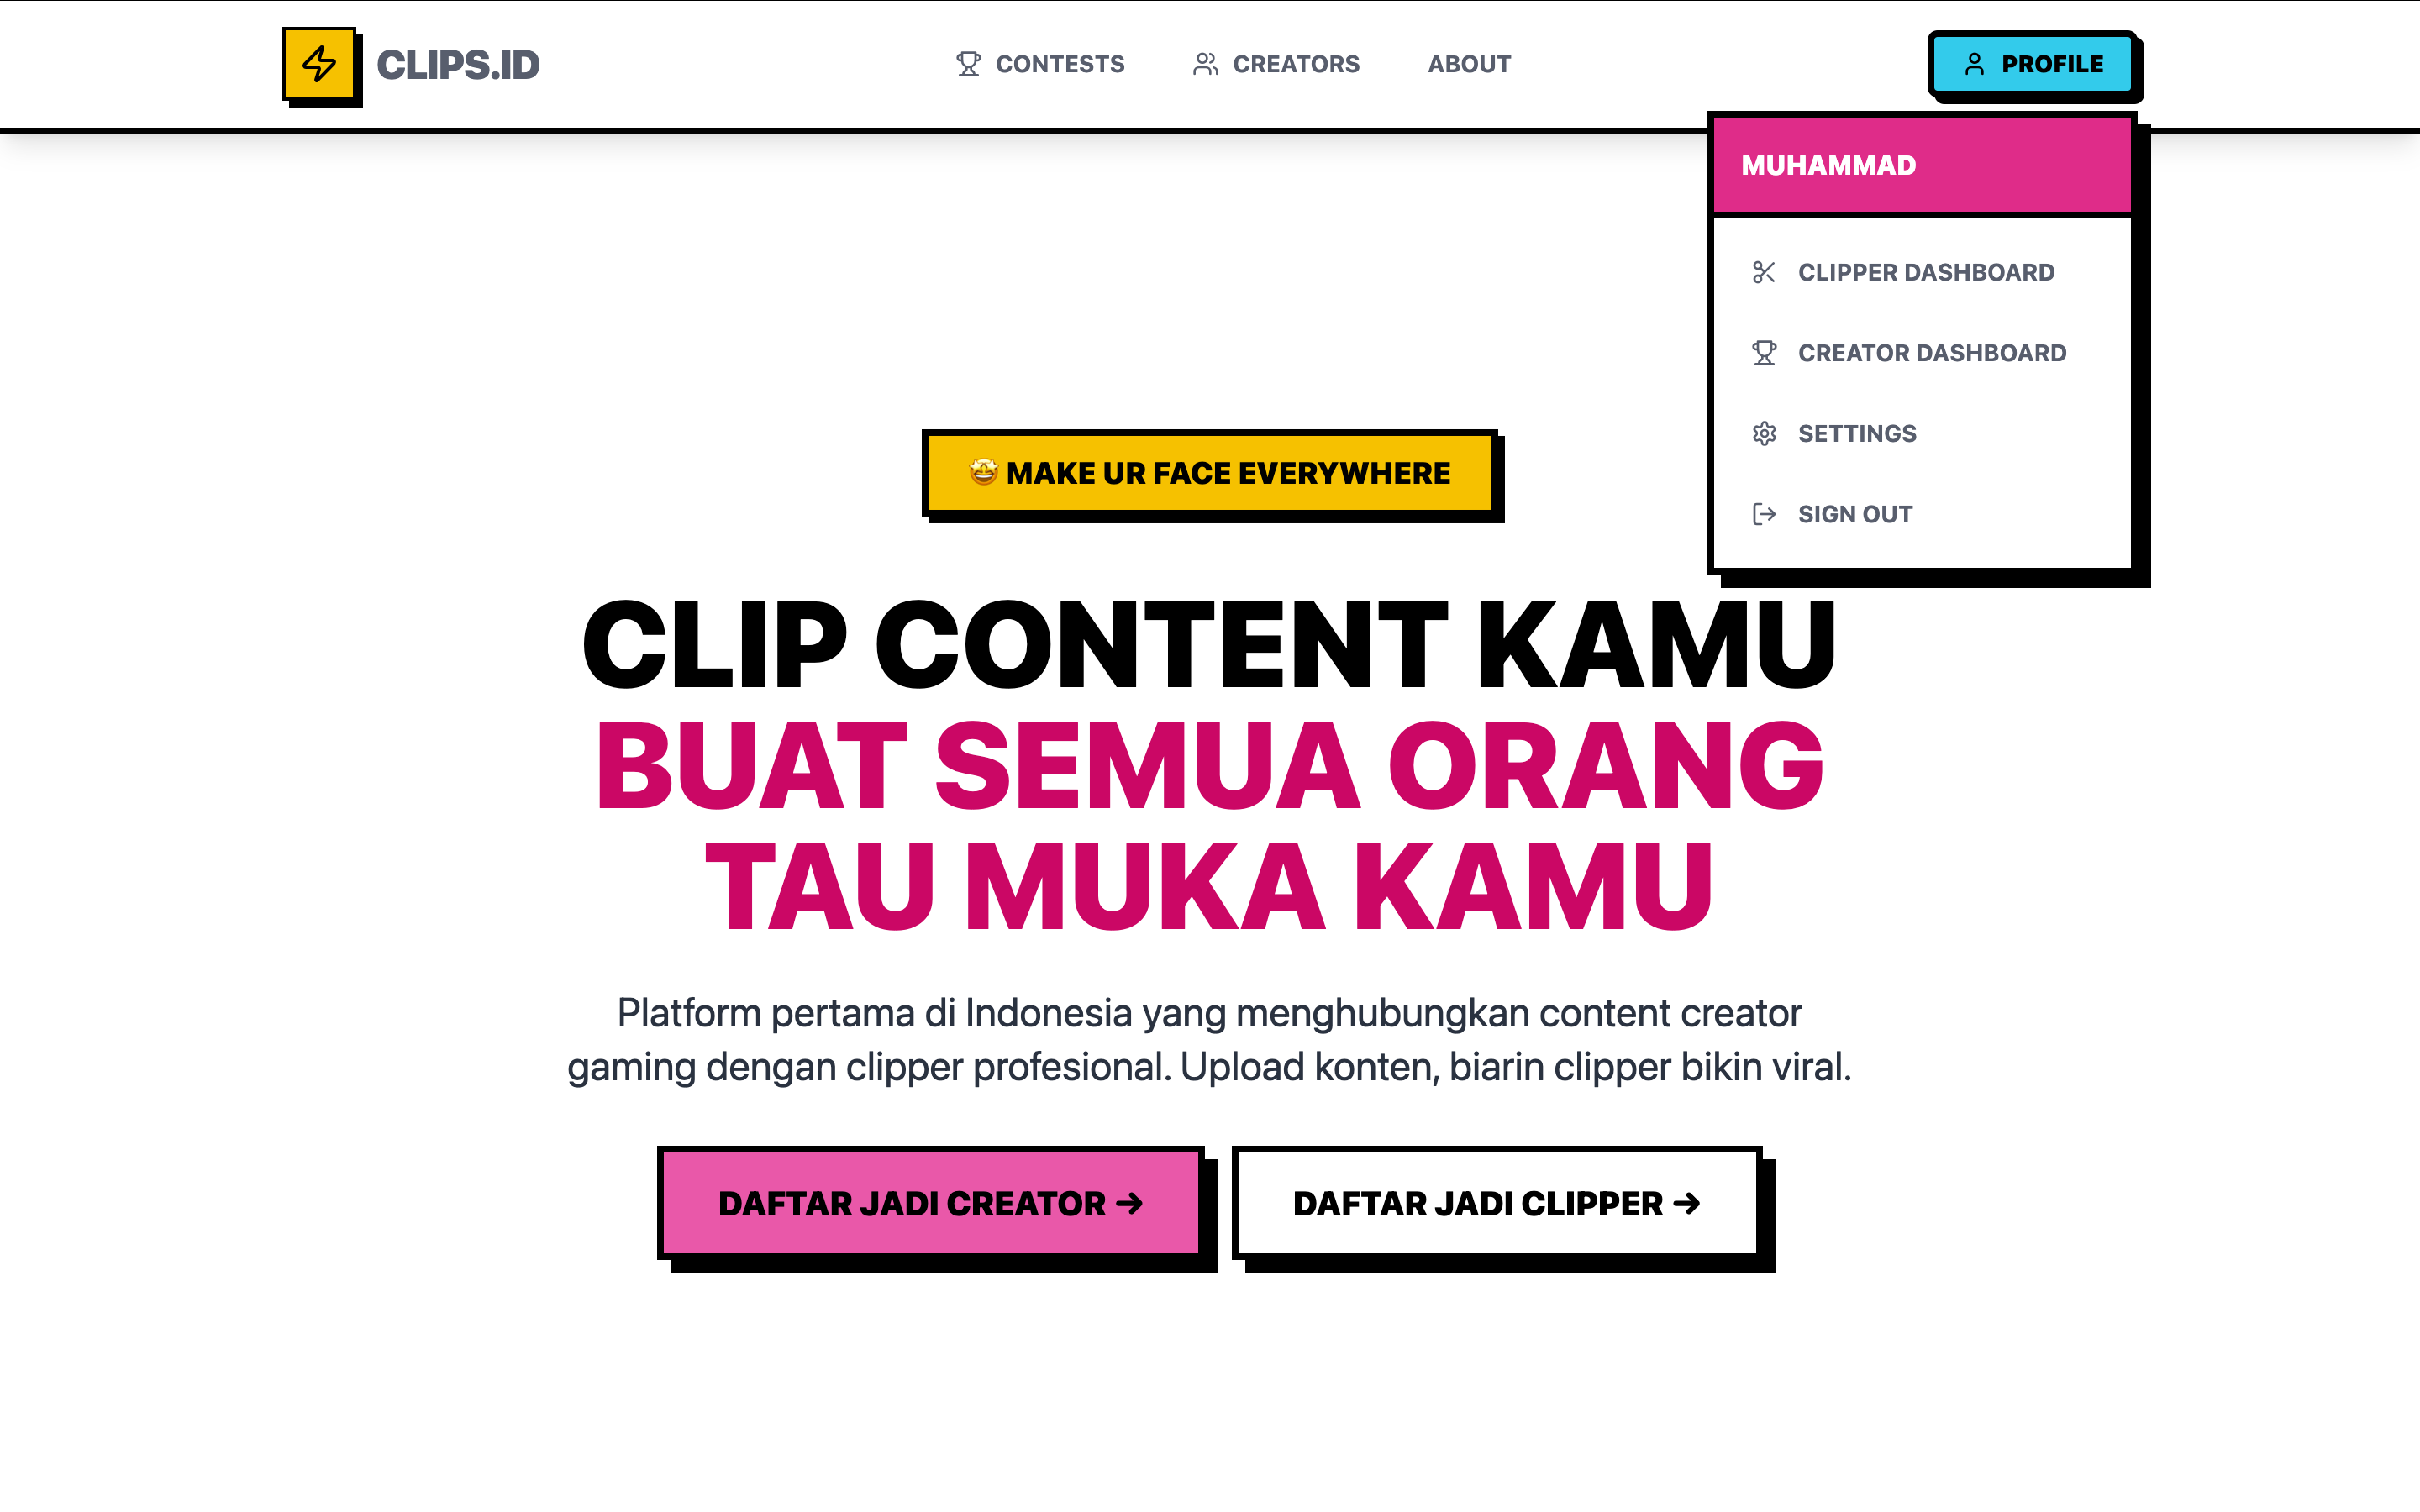 CLIPS.ID
CONTESTS
CREATORS
ABOUT
PROFILE
MUHAMMAD
CLIPPER DASHBOARD
CREATOR DASHBOARD
SETTINGS
SIGN OUT
🤩 MAKE UR FACE EVERYWHERE
CLIP CONTENT KAMU
BUAT SEMUA ORANG
TAU MUKA KAMU
Platform pertama di Indonesia yang menghubungkan content creator
gaming dengan clipper profesional. Upload konten, biarin clipper bikin viral.
DAFTAR JADI CREATOR →
DAFTAR JADI CLIPPER →